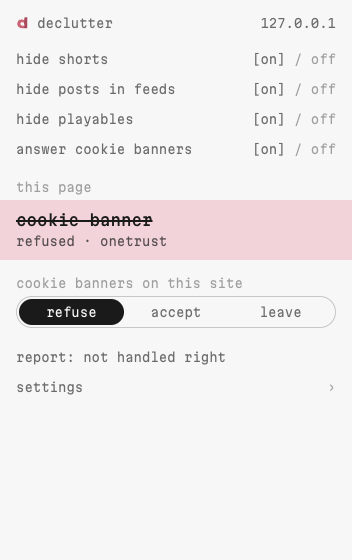 d declutter 127.0.0.1
hide shorts [on] / off
hide posts in feeds [on] / off
hide playables [on] / off
answer cookie banners [on] / off
this page
cookie banner
refused · onetrust
cookie banners on this site
refuse accept leave
report: not handled right
settings ›